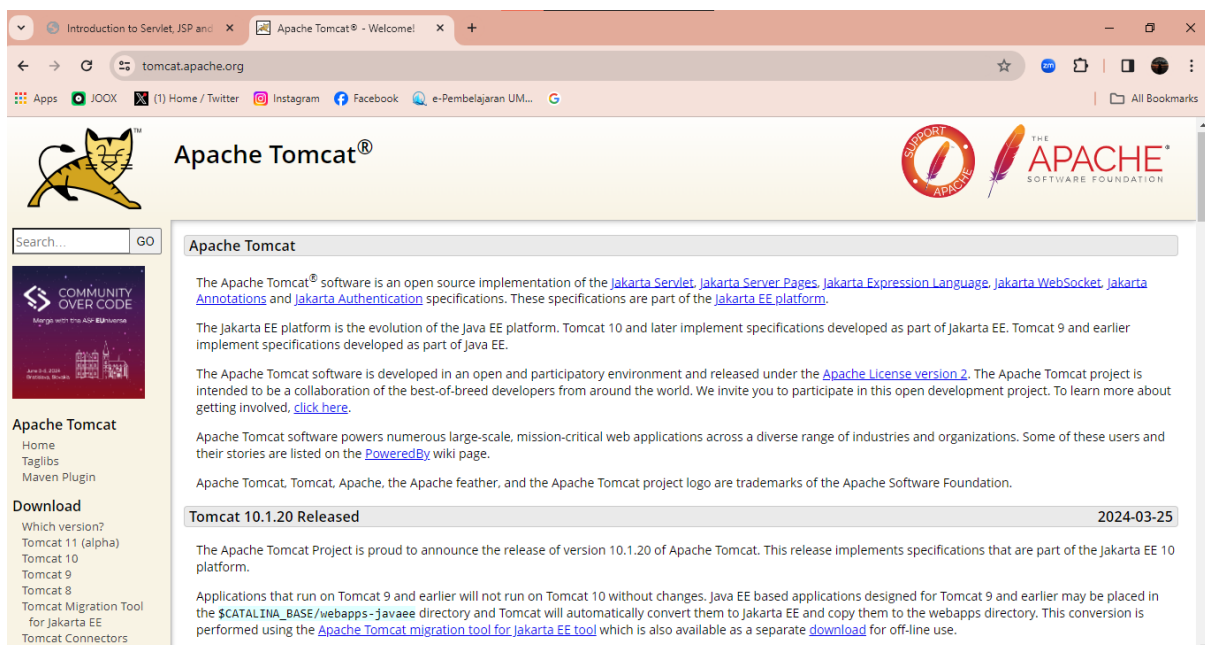 Introduction to Servlet, JSP and
Apache Tomcat® - Welcome!
tomcat.apache.org
zm
Apps
JOOX
(1) Home / Twitter
Instagram
Facebook
e-Pembelajaran UM...
All Bookmarks
TM
Apache Tomcat®
SUPPORT
APACHE
THE
APACHE®
SOFTWARE FOUNDATION
Search...
GO
COMMUNITY
OVER CODE
Merge with the ASF EUniverse
June 3-5, 2024
Bratislava, Slovakia
Apache Tomcat
Home
Taglibs
Maven Plugin
Download
Which version?
Tomcat 11 (alpha)
Tomcat 10
Tomcat 9
Tomcat 8
Tomcat Migration Tool
for Jakarta EE
Tomcat Connectors
Apache Tomcat
The Apache Tomcat® software is an open source implementation of the Jakarta Servlet, Jakarta Server Pages, Jakarta Expression Language, Jakarta WebSocket, Jakarta
Annotations and Jakarta Authentication specifications. These specifications are part of the Jakarta EE platform.
The Jakarta EE platform is the evolution of the Java EE platform. Tomcat 10 and later implement specifications developed as part of Jakarta EE. Tomcat 9 and earlier
implement specifications developed as part of Java EE.
The Apache Tomcat software is developed in an open and participatory environment and released under the Apache License version 2. The Apache Tomcat project is
intended to be a collaboration of the best-of-breed developers from around the world. We invite you to participate in this open development project. To learn more about
getting involved, click here.
Apache Tomcat software powers numerous large-scale, mission-critical web applications across a diverse range of industries and organizations. Some of these users and
their stories are listed on the PoweredBy wiki page.
Apache Tomcat, Tomcat, Apache, the Apache feather, and the Apache Tomcat project logo are trademarks of the Apache Software Foundation.
Tomcat 10.1.20 Released
2024-03-25
The Apache Tomcat Project is proud to announce the release of version 10.1.20 of Apache Tomcat. This release implements specifications that are part of the Jakarta EE 10
platform.
Applications that run on Tomcat 9 and earlier will not run on Tomcat 10 without changes. Java EE based applications designed for Tomcat 9 and earlier may be placed in
the $CATALINA_BASE/webapps-javaee directory and Tomcat will automatically convert them to Jakarta EE and copy them to the webapps directory. This conversion is
performed using the Apache Tomcat migration tool for Jakarta EE tool which is also available as a separate download for off-line use.